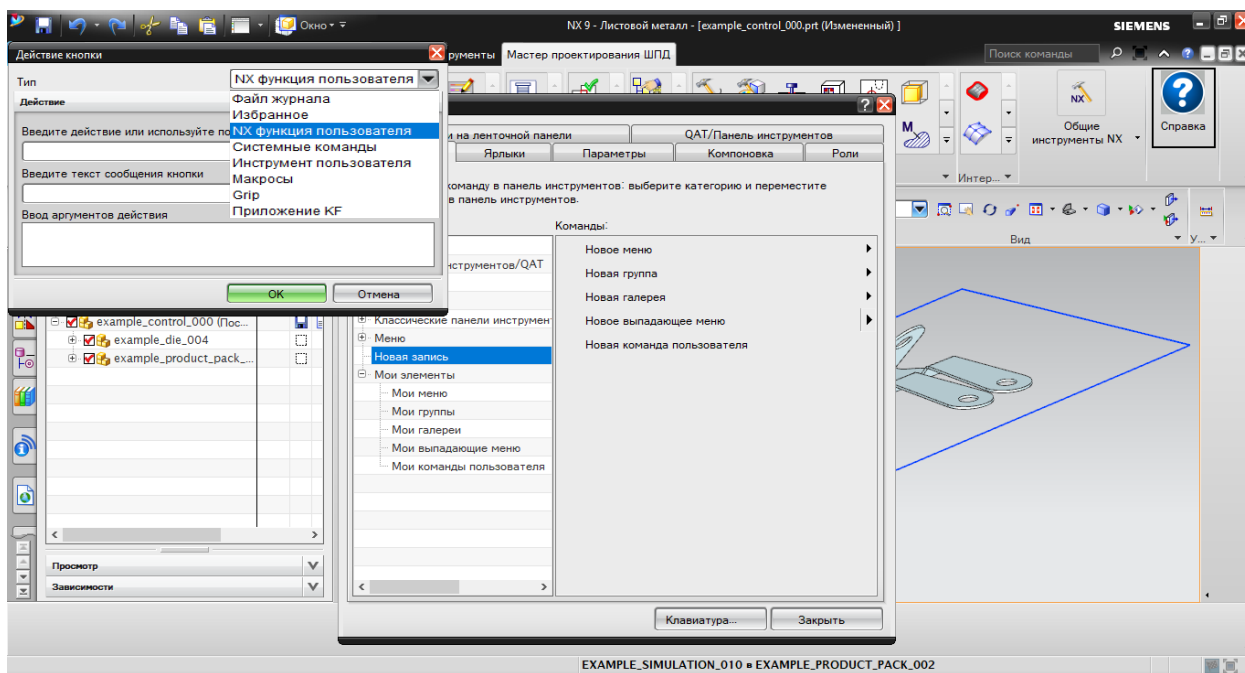 Окно
NX 9 - Листовой металл - [example_control_000.prt (Измененный) ]
SIEMENS
Действие кнопки
рументы
Мастер проектирования ШПД
Поиск команды
Тип
NX функция пользователя
Файл журнала
Избранное
NX функция пользователя
Системные команды
Инструмент пользователя
Макросы
Grip
Приложение KF
Действие
Введите действие или используйте по
Введите текст сообщения кнопки
Ввод аргументов действия
OK
Отмена
и на ленточной панели
QAT/Панель инструментов
Ярлыки
Параметры
Компоновка
Роли
команду в панель инструментов: выберите категорию и переместите
в панель инструментов.
Команды:
нструментов/QAT
Классические панели инструмен
Меню
Новая запись
Мои элементы
Мои меню
Мои группы
Мои галереи
Мои выпадающие меню
Мои команды пользователя
Новое меню
Новая группа
Новая галерея
Новое выпадающее меню
Новая команда пользователя
Клавиатура...
Закрыть
NX
Общие
инструменты NX
Справка
M
Интер...
Вид
У...
example_control_000 (Пос...
example_die_004
example_product_pack_...
Просмотр
Зависимости
EXAMPLE_SIMULATION_010 в EXAMPLE_PRODUCT_PACK_002